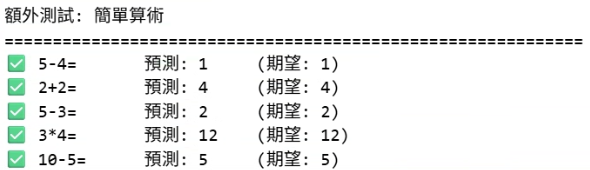 額外測試: 簡單算術
============================================================
✅ 5-4=       預測: 1     (期望: 1)
✅ 2+2=       預測: 4     (期望: 4)
✅ 5-3=       預測: 2     (期望: 2)
✅ 3*4=       預測: 12    (期望: 12)
✅ 10-5=      預測: 5     (期望: 5)